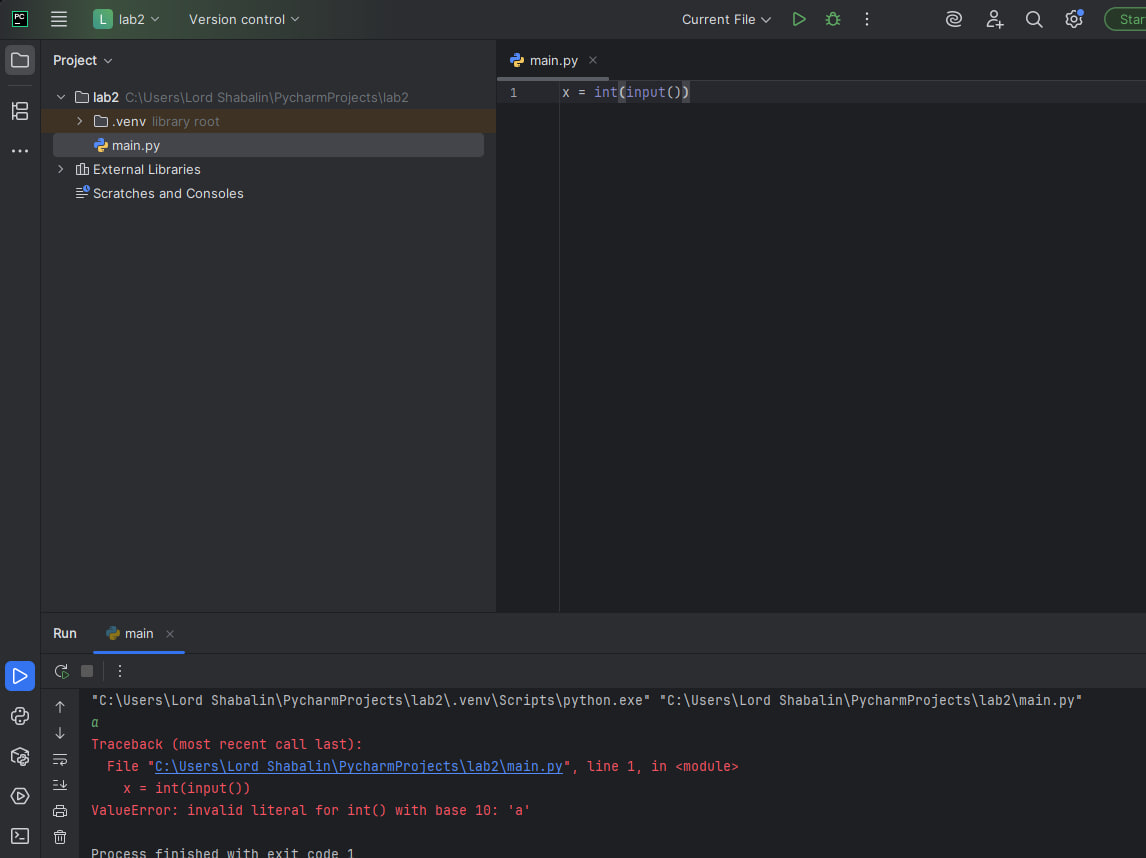 PC
L lab2
Version control
Current File
Star
Project
main.py
lab2 C:\Users\Lord Shabalin\PycharmProjects\lab2
.venv library root
main.py
External Libraries
Scratches and Consoles
1 x = int(input())
Run
main
"C:\Users\Lord Shabalin\PycharmProjects\lab2\.venv\Scripts\python.exe" "C:\Users\Lord Shabalin\PycharmProjects\lab2\main.py"
a
Traceback (most recent call last):
File "C:\Users\Lord Shabalin\PycharmProjects\lab2\main.py", line 1, in <module>
x = int(input())
ValueError: invalid literal for int() with base 10: 'a'
Process finished with exit code 1